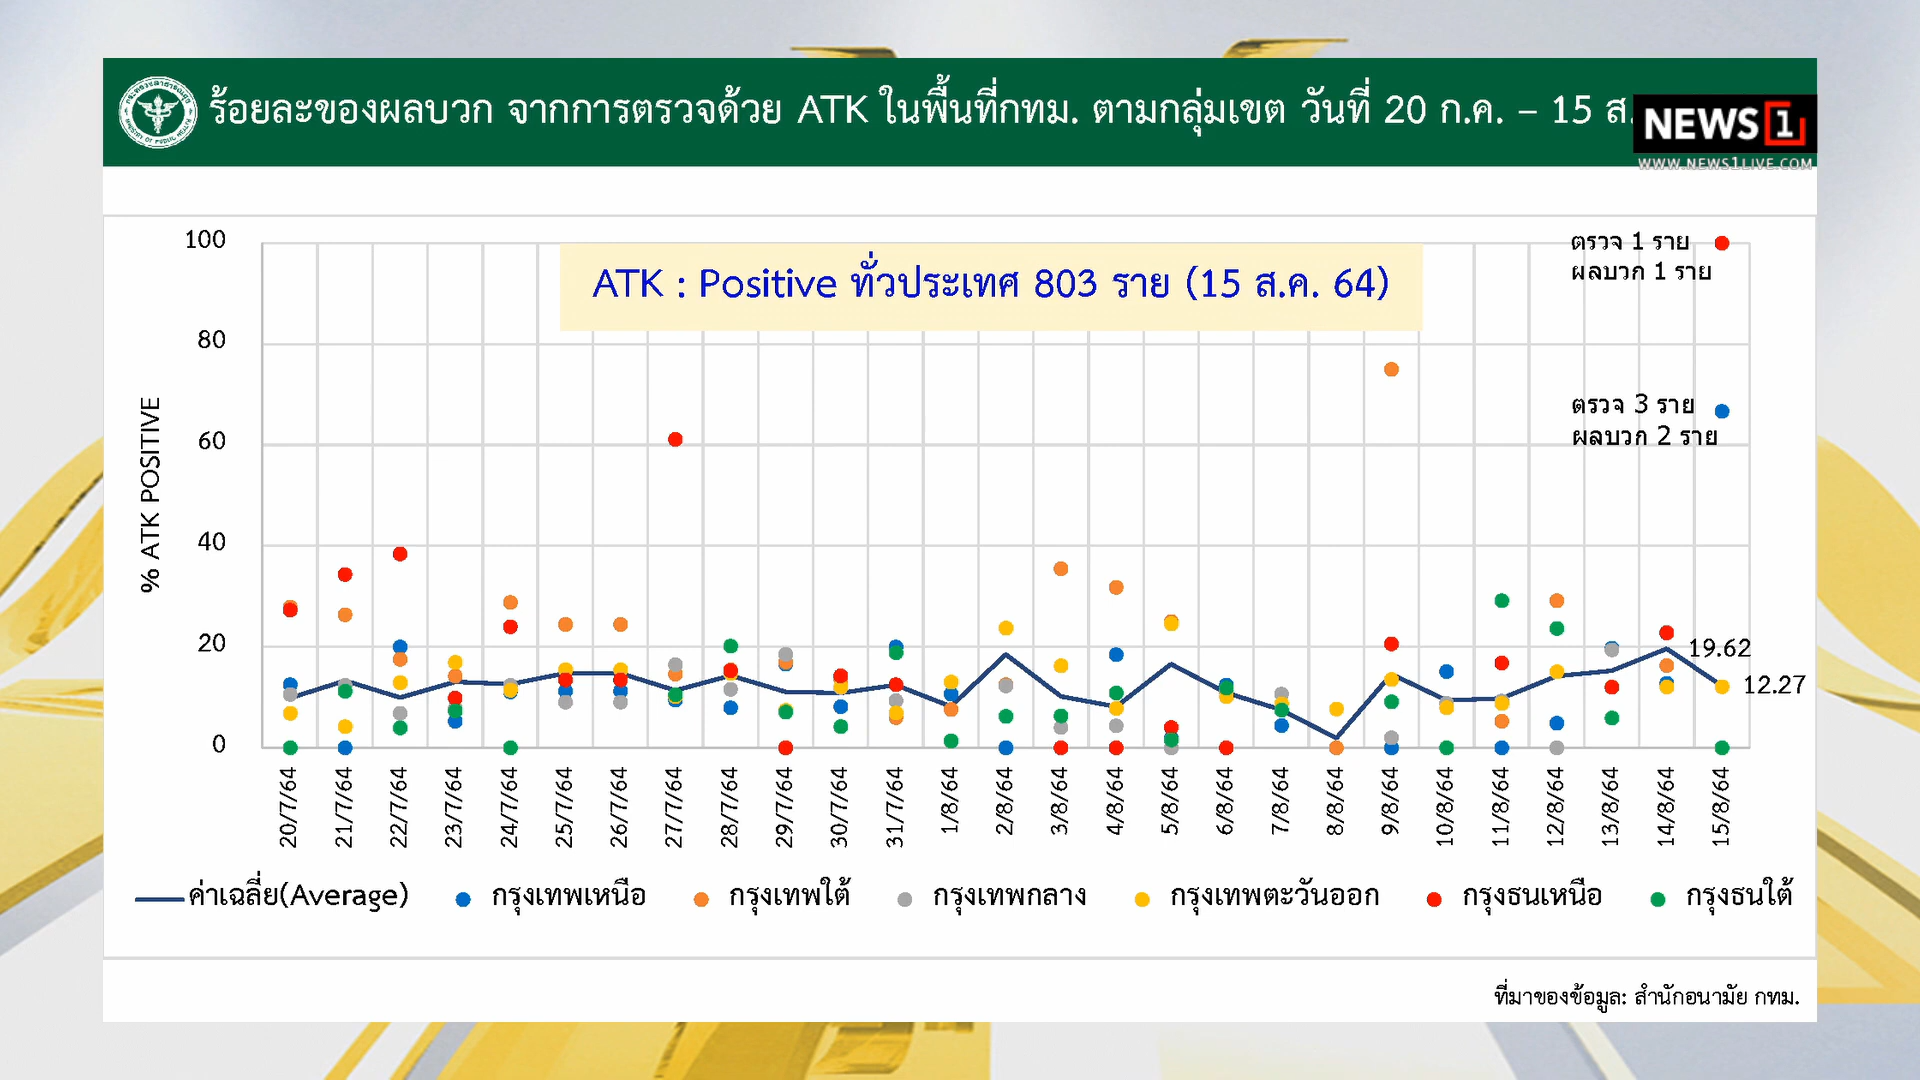 ร้อยละของผลบวก จากการตรวจด้วย ATK ในพื้นที่กทม. ตามกลุ่มเขต วันที่ 20 ก.ค. – 15 ส.
NEWS 1
WWW.NEWS1LIVE.COM
ATK : Positive ทั่วประเทศ 803 ราย (15 ส.ค. 64)
ตรวจ 1 ราย
ผลบวก 1 ราย
ตรวจ 3 ราย
ผลบวก 2 ราย
% ATK POSITIVE
100
80
60
40
20
0
19.62
12.27
20/7/64 21/7/64 22/7/64 23/7/64 24/7/64 25/7/64 26/7/64 27/7/64 28/7/64 29/7/64 30/7/64 31/7/64 1/8/64 2/8/64 3/8/64 4/8/64 5/8/64 6/8/64 7/8/64 8/8/64 9/8/64 10/8/64 11/8/64 12/8/64 13/8/64 14/8/64 15/8/64
ค่าเฉลี่ย(Average) กรุงเทพเหนือ กรุงเทพใต้ กรุงเทพกลาง กรุงเทพตะวันออก กรุงธนเหนือ กรุงธนใต้
ที่มาของข้อมูล: สำนักอนามัย กทม.